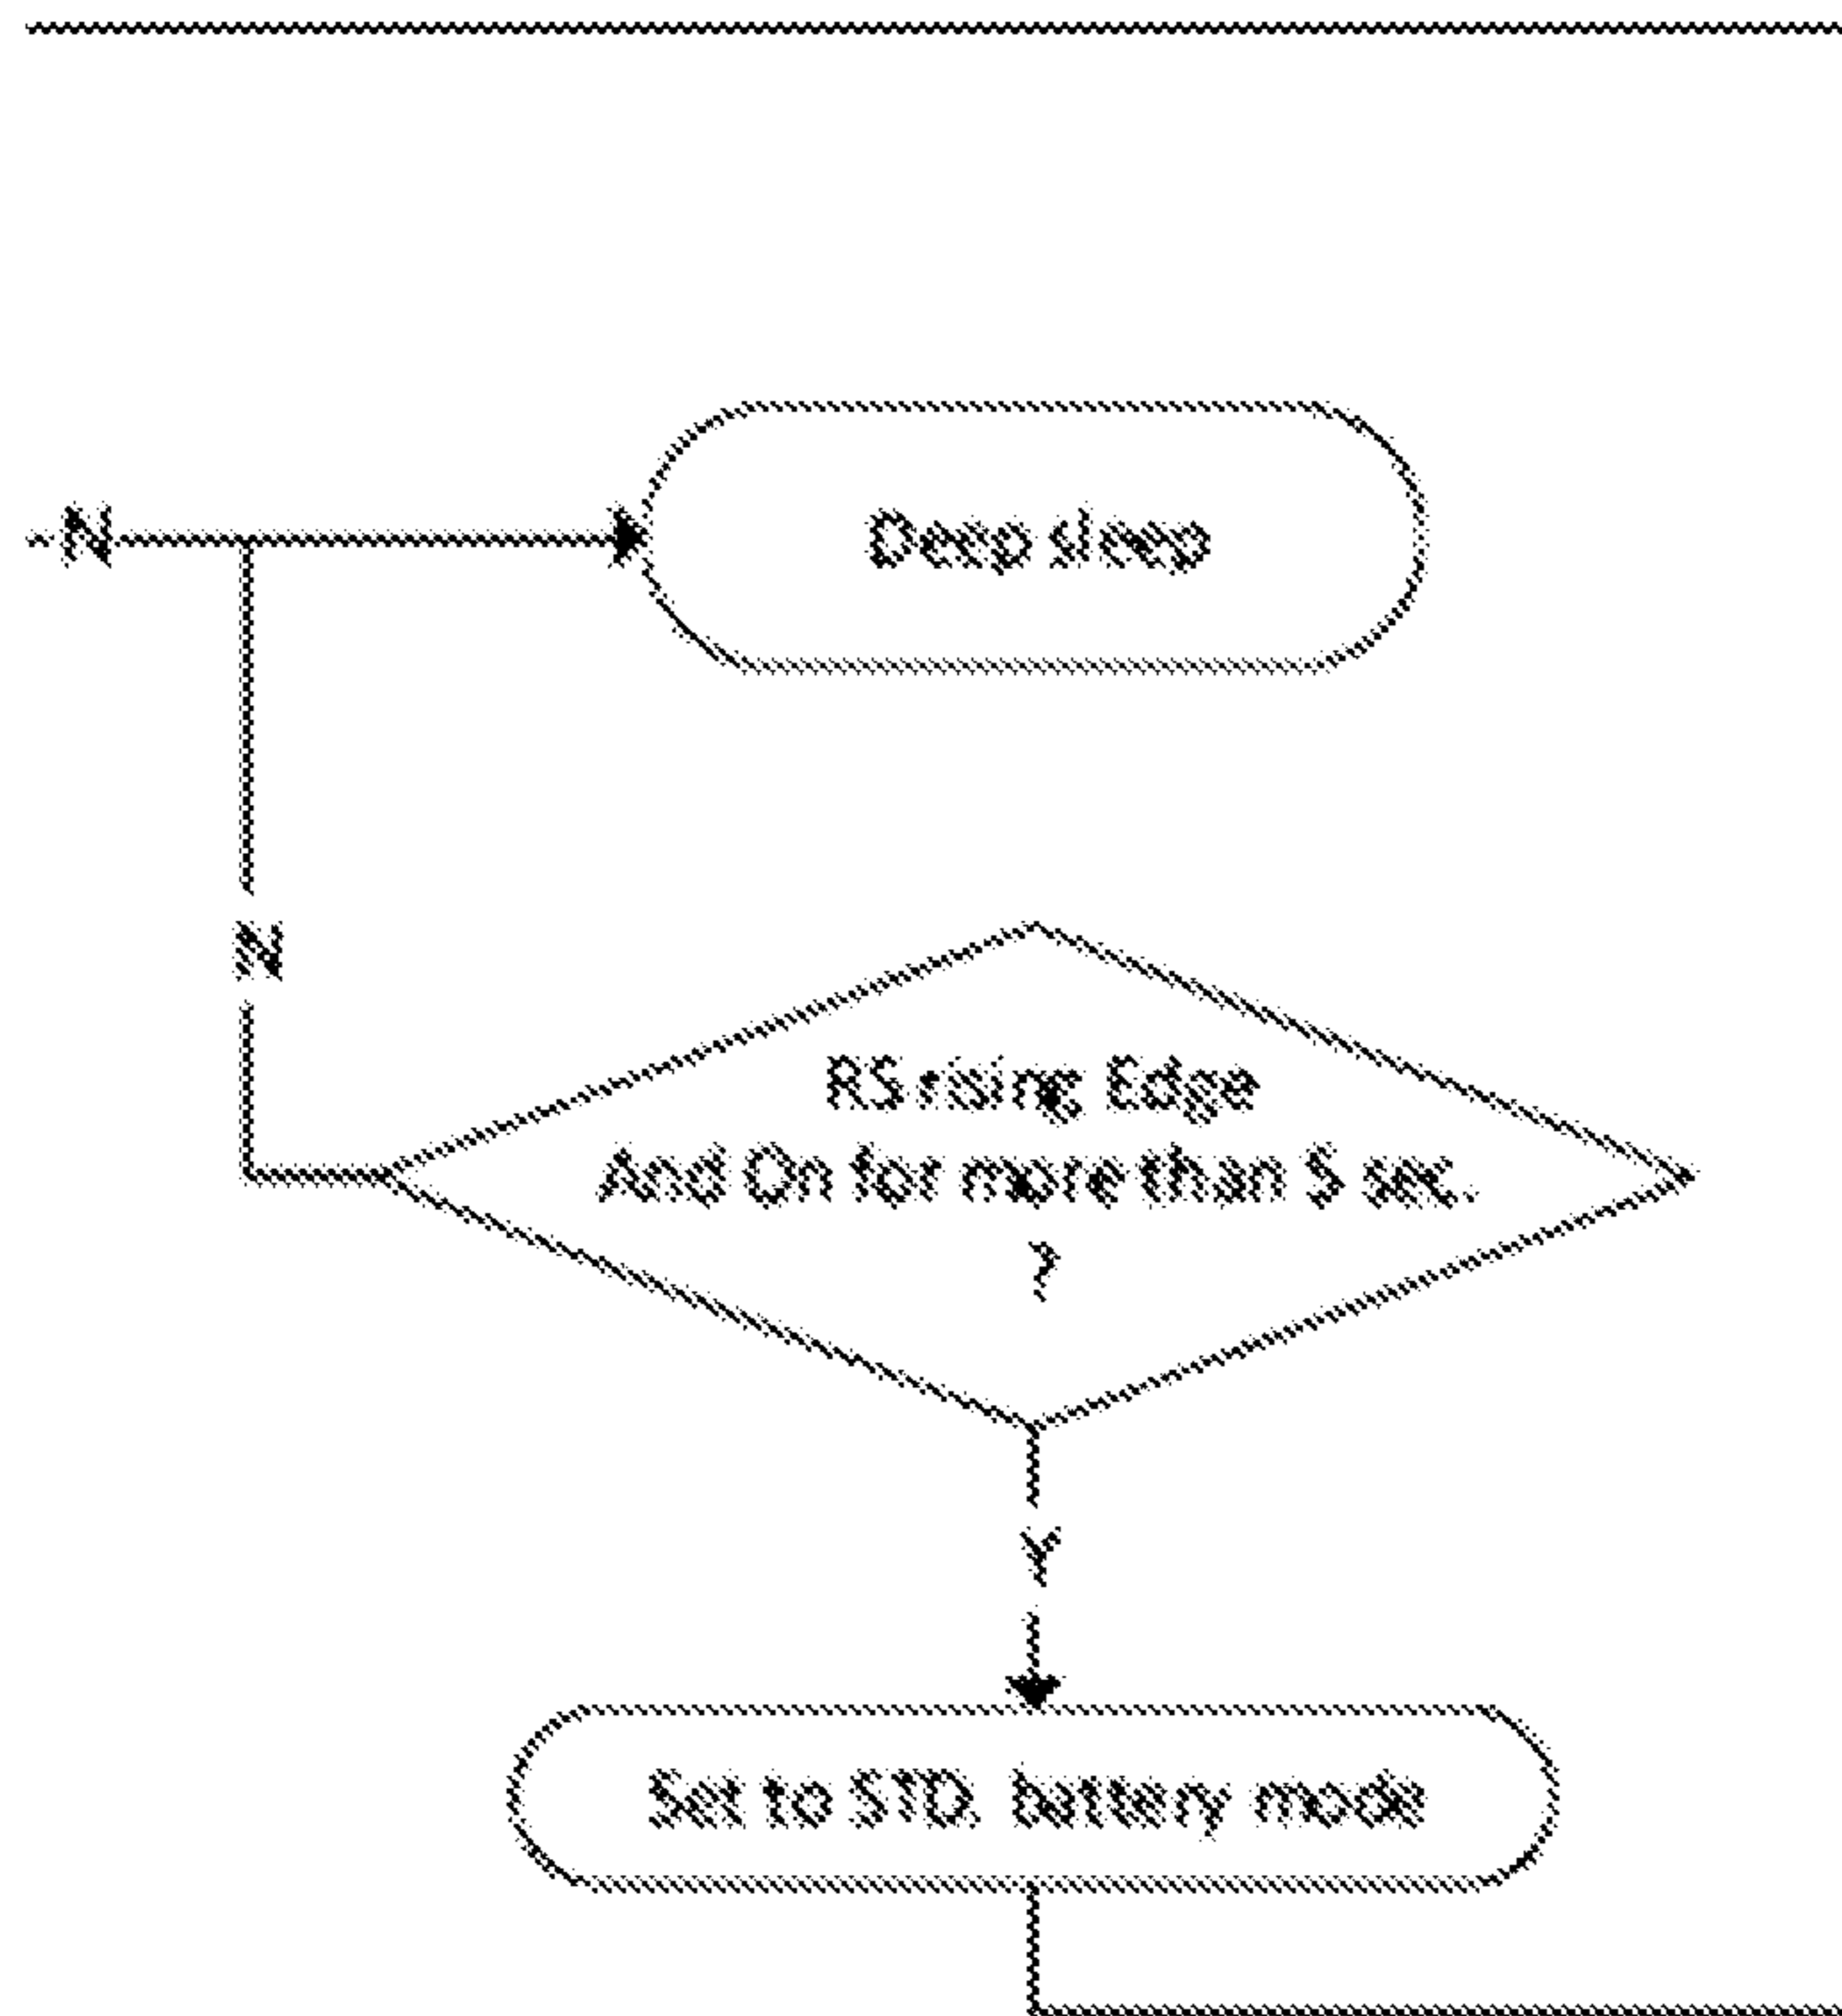 N
Deep sleep
N
RS rising Edge
And On for more than 5 sec.
?
Y
Set to STD. battery mode